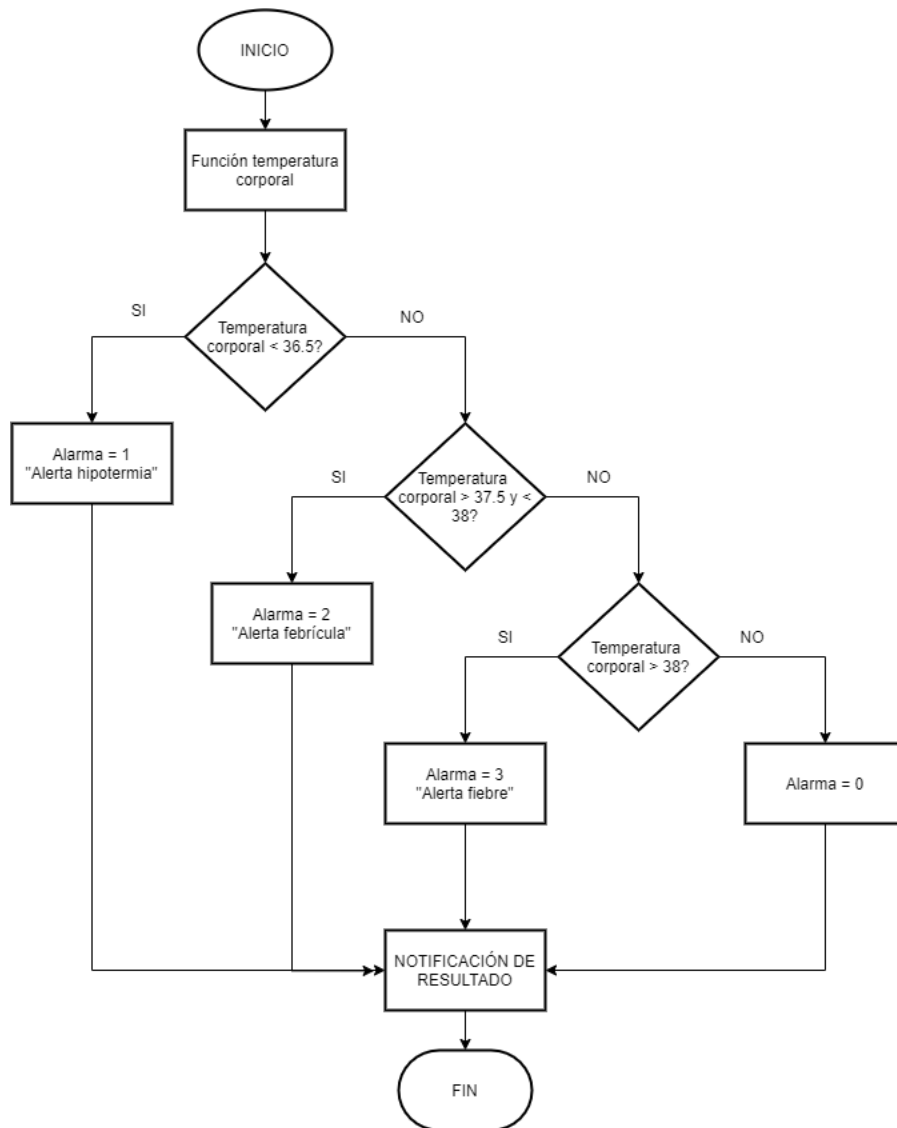 INICIO
Función temperatura
corporal
SI
NO
Temperatura
corporal < 36.5?
Alarma = 1
"Alerta hipotermia"
SI
NO
Temperatura
corporal > 37.5 y <
38?
Alarma = 2
"Alerta febrícula"
SI
NO
Temperatura
corporal > 38?
Alarma = 3
"Alerta fiebre"
Alarma = 0
NOTIFICACIÓN DE
RESULTADO
FIN